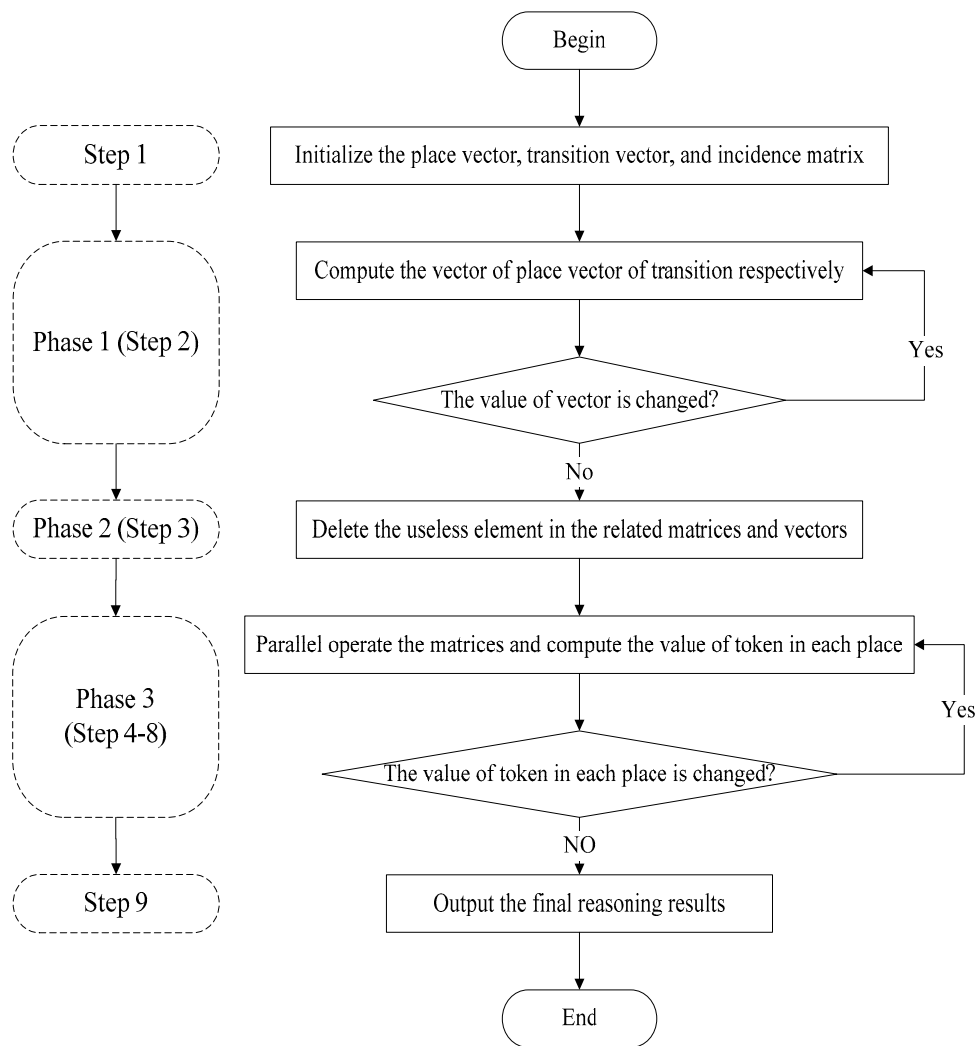 Begin
Step 1
Initialize the place vector, transition vector, and incidence matrix
Compute the vector of place vector of transition respectively
Phase 1 (Step 2)
Yes
The value of vector is changed?
No
Phase 2 (Step 3)
Delete the useless element in the related matrices and vectors
Parallel operate the matrices and compute the value of token in each place
Phase 3
(Step 4-8)
Yes
The value of token in each place is changed?
NO
Step 9
Output the final reasoning results
End